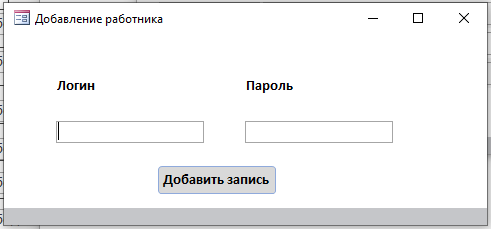 Добавление работника
Логин Пароль
Добавить запись